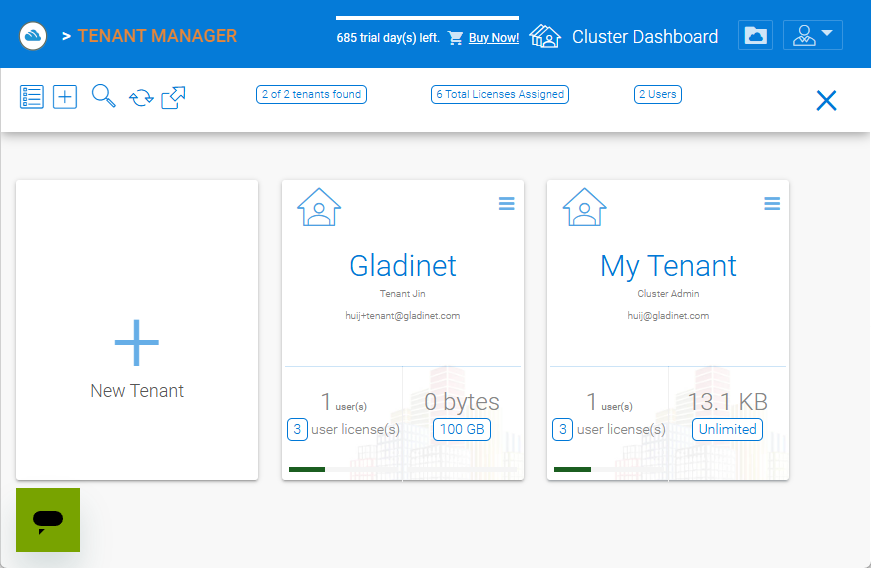 > TENANT MANAGER
685 trial day(s) left. Buy Now!
Cluster Dashboard
2 of 2 tenants found
6 Total Licenses Assigned
2 Users
New Tenant
Gladinet
Tenant Jin
huij+tenant@gladinet.com
1 user(s)
0 bytes
3 user license(s)
100 GB
My Tenant
Cluster Admin
huij@gladinet.com
1 user(s)
13.1 KB
3 user license(s)
Unlimited